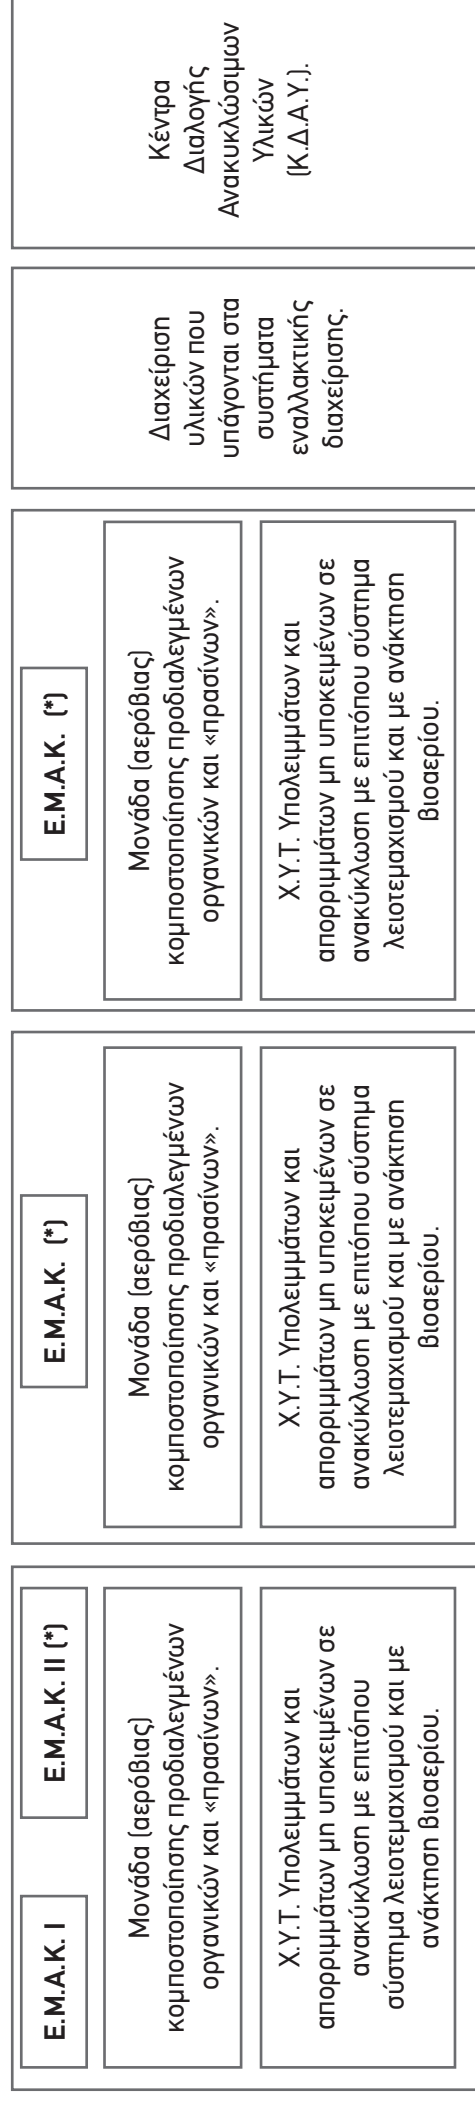 Ε.Μ.Α.Κ. Ι
Ε.Μ.Α.Κ. ΙΙ (*)
Μονάδα (αερόβιας)
κομποστοποίησης προδιαλεγμένων
οργανικών και «πρασίνων».
Χ.Υ.Τ. Υπολειμμάτων και
απορριμμάτων μη υποκειμένων σε
ανακύκλωση με επιτόπου
σύστημα λειοτεμαχισμού και με
ανάκτηση βιοαερίου.
Ε.Μ.Α.Κ. (*)
Μονάδα (αερόβιας)
κομποστοποίησης προδιαλεγμένων
οργανικών και «πρασίνων».
Χ.Υ.Τ. Υπολειμμάτων και
απορριμμάτων μη υποκειμένων σε
ανακύκλωση με επιτόπου σύστημα
λειοτεμαχισμού και με ανάκτηση
βιοαερίου.
Ε.Μ.Α.Κ. (*)
Μονάδα (αερόβιας)
κομποστοποίησης προδιαλεγμένων
οργανικών και «πρασίνων».
Χ.Υ.Τ. Υπολειμμάτων και
απορριμμάτων μη υποκειμένων σε
ανακύκλωση με επιτόπου σύστημα
λειοτεμαχισμού και με ανάκτηση
βιοαερίου.
Διαχείριση
υλικών που
υπάγονται στα
συστήματα
εναλλακτικής
διαχείρισης.
Κέντρα
Διαλογής
Ανακυκλώσιμων
Υλικών
(Κ.Δ.Α.Υ.).